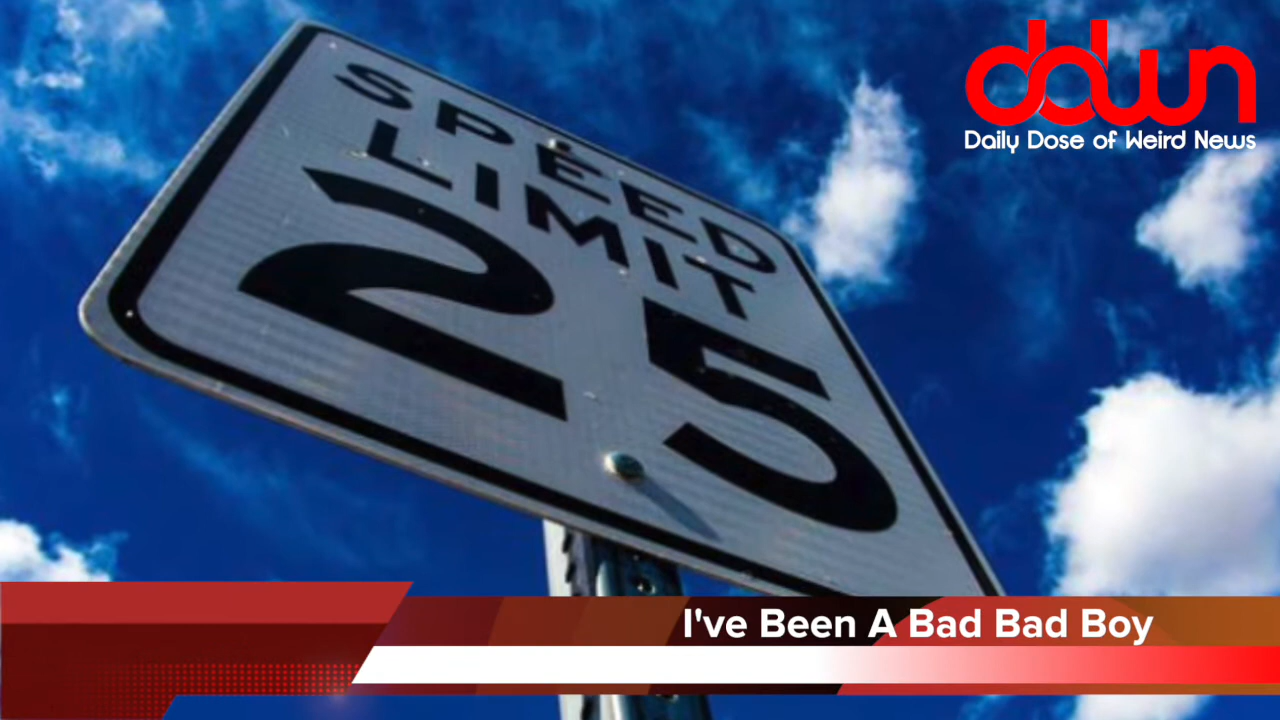 SPEED
LIMIT
25
ddwn
Daily Dose of Weird News
I've Been A Bad Bad Boy